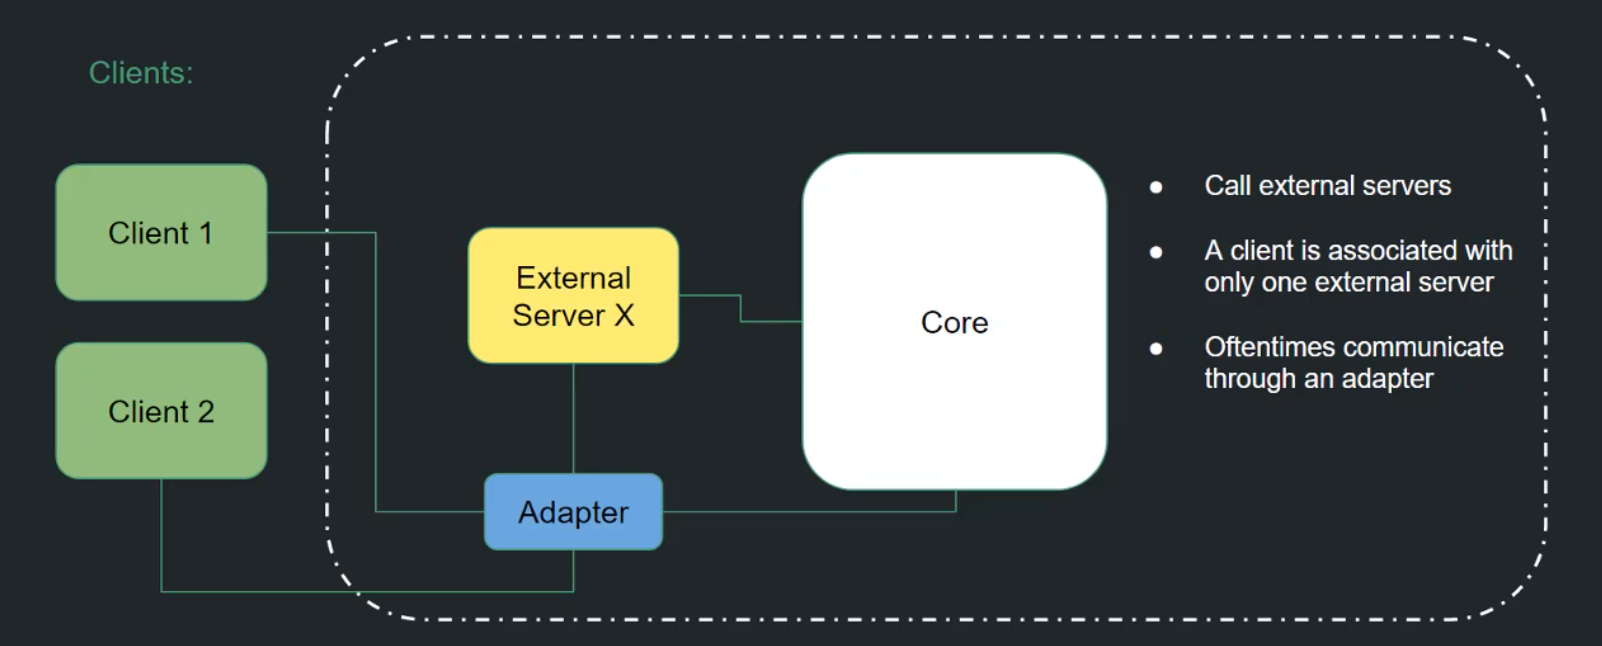 Clients:
Client 1
Client 2
External
Server X
Adapter
Core
● Call external servers
● A client is associated with
only one external server
● Oftentimes communicate
through an adapter